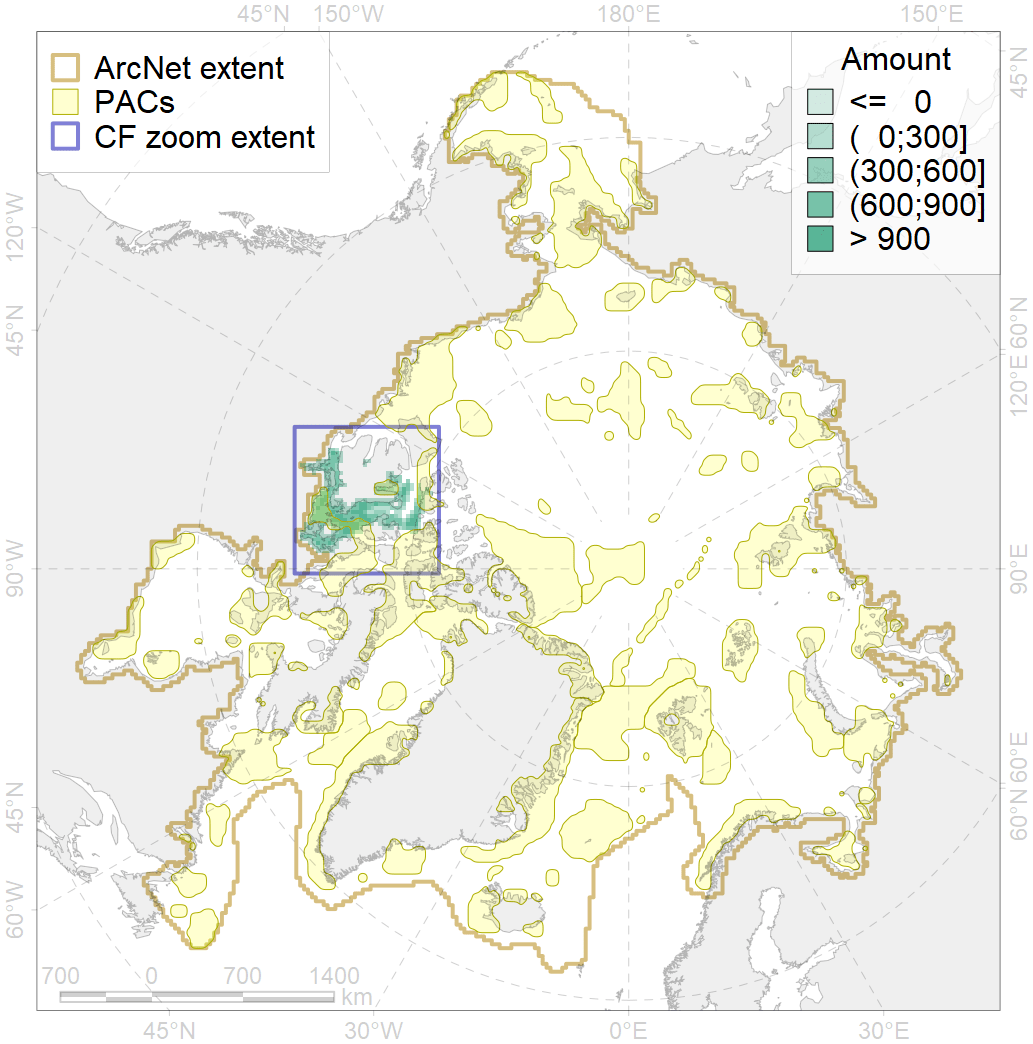 45°N 150°W 180°E 150°E
ArcNet extent
PACs
CF zoom extent
Amount
<= 0
( 0;300]
(300;600]
(600;900]
> 900
45°N
120°W
45°N
60°N
120°E
90°W
90°E
60°E
45°N
60°N
60°W
700 0 700 1400
km
45°N 30°W 0°E 30°E